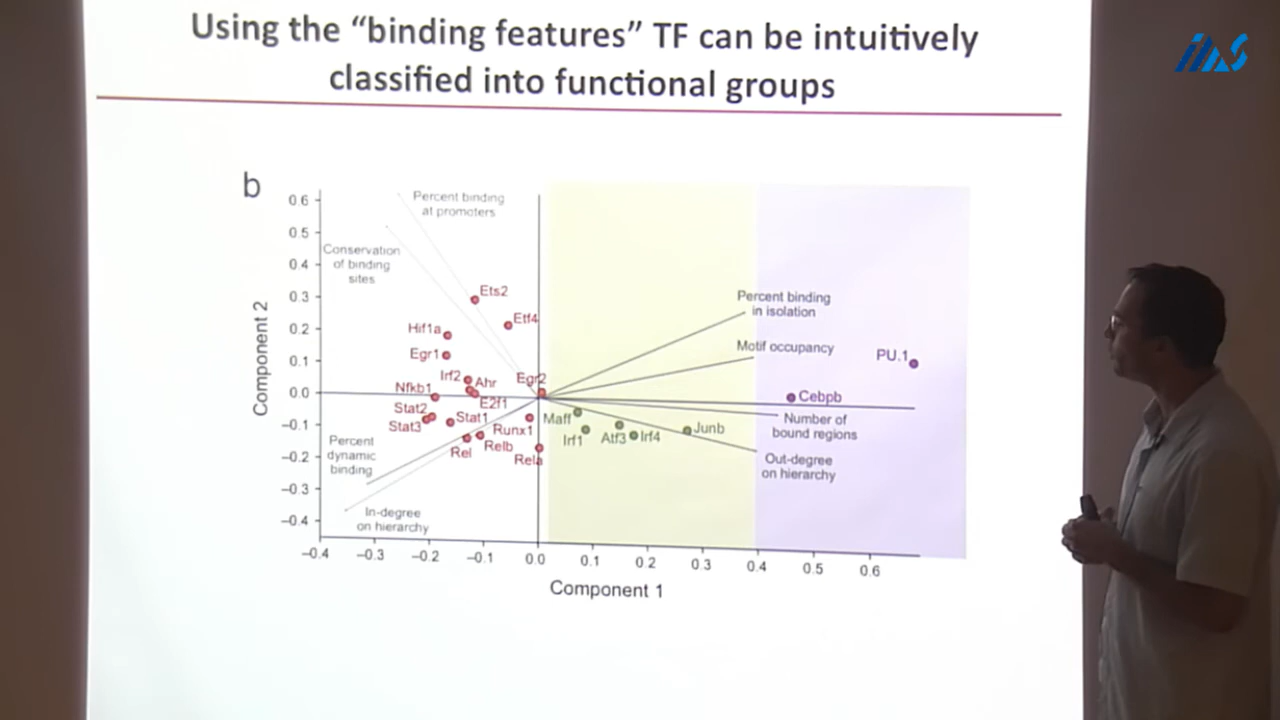 Using the “binding features” TF can be intuitively
classified into functional groups
ihes
b
0.6
0.5
0.4
0.3
0.2
0.1
0.0
–0.1
–0.2
–0.3
–0.4
Component 2
Percent binding
at promoters
Conservation
of binding
sites
Ets2
Etf4
Hif1a
Egr1
Irf2
Ahr
Egr2
Nfkb1
E2f1
Stat2
Stat1
Stat3
Runx1
Relb
Rel
Rela
Percent
dynamic
binding
In-degree
on hierarchy
Percent binding
in isolation
Motif occupancy
PU.1
Cebpb
Maff
Irf1
Atf3
Irf4
Junb
Number of
bound regions
Out-degree
on hierarchy
–0.4 –0.3 –0.2 –0.1 0.0 0.1 0.2 0.3 0.4 0.5 0.6
Component 1